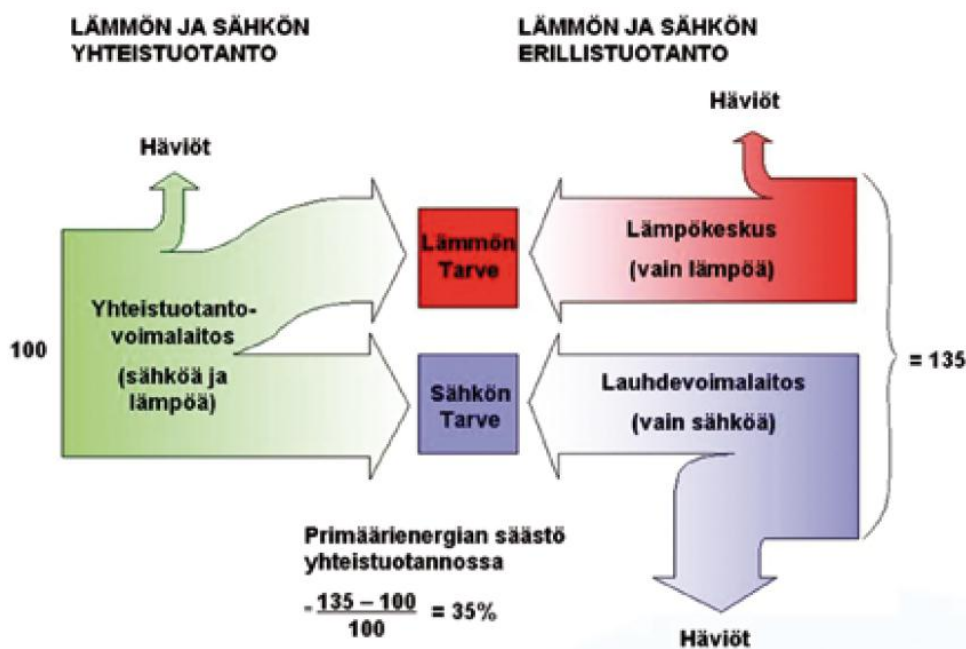 LÄMMÖN JA SÄHKÖN
YHTEISTUOTANTO
LÄMMÖN JA SÄHKÖN
ERILLISTUOTANTO
Häviöt
Häviöt
100
Yhteistuotanto-
voimalaitos
(sähköä ja
lämpöä)
Lämmön
Tarve
Sähkön
Tarve
Lämpökeskus
(vain lämpöä)
Lauhdevoimalaitos
(vain sähköä)
= 135
Primäärienergian säästö
yhteistuotannossa
- 135 – 100
100
= 35%
Häviöt